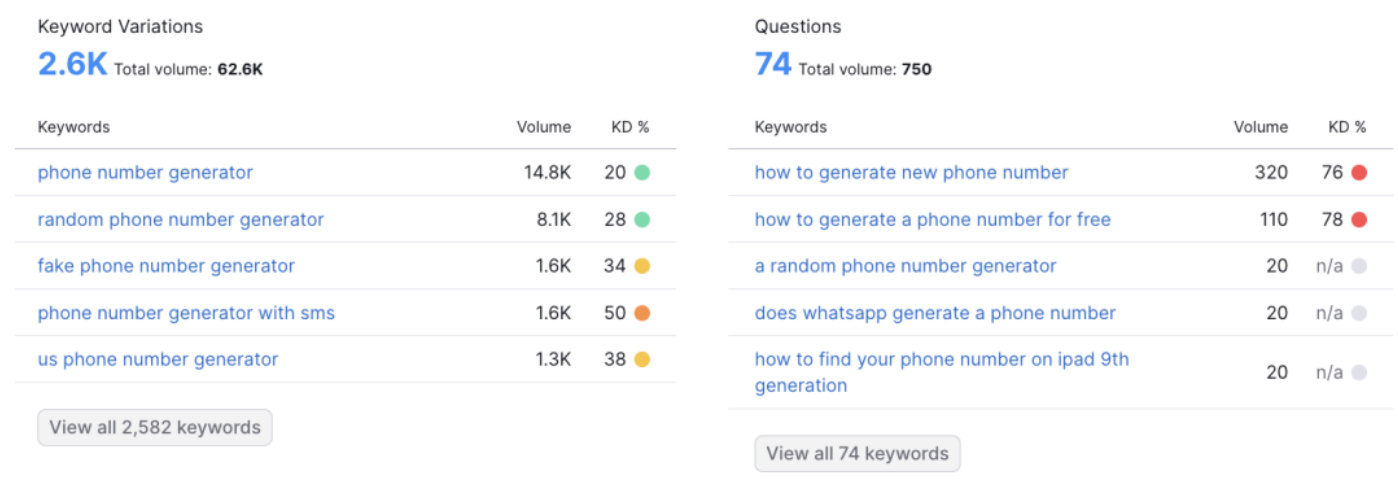 Keyword Variations
2.6K Total volume: 62.6K
Keywords Volume KD %
phone number generator 14.8K 20
random phone number generator 8.1K 28
fake phone number generator 1.6K 34
phone number generator with sms 1.6K 50
us phone number generator 1.3K 38
View all 2,582 keywords
Questions
74 Total volume: 750
Keywords Volume KD %
how to generate new phone number 320 76
how to generate a phone number for free 110 78
a random phone number generator 20 n/a
does whatsapp generate a phone number 20 n/a
how to find your phone number on ipad 9th
generation 20 n/a
View all 74 keywords